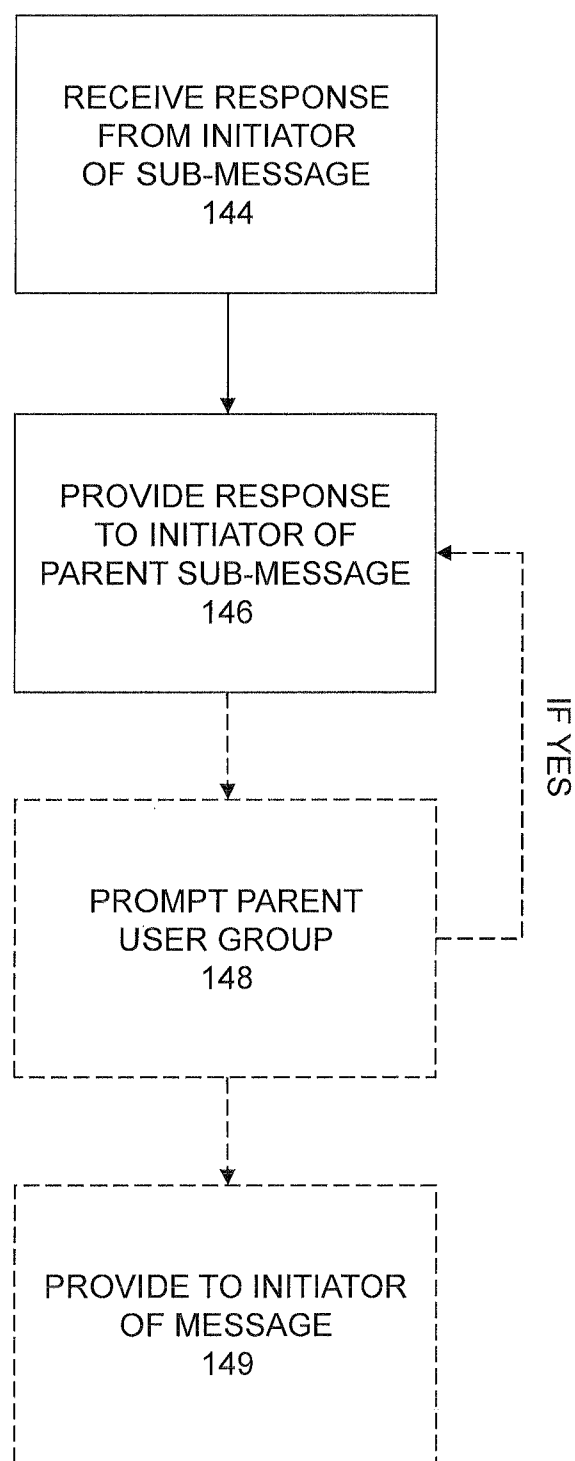 RECEIVE RESPONSE
FROM INITIATOR
OF SUB-MESSAGE
144
PROVIDE RESPONSE
TO INITIATOR OF
PARENT SUB-MESSAGE
146
IF YES
PROMPT PARENT
USER GROUP
148
PROVIDE TO INITIATOR
OF MESSAGE
149